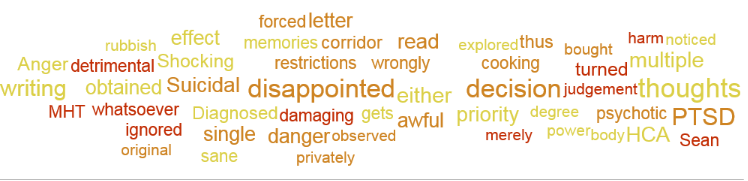 forced letter
rubbish effect memories corridor read explored thus bought harm noticed
Anger detrimental Shocking restrictions wrongly cooking turned multiple
writing obtained Suicidal disappointed either decision judgement thoughts
MHT whatsoever Diagnosed damaging gets awful priority degree psychotic PTSD
ignored single danger observed merely power body HCA Sean
original sane privately